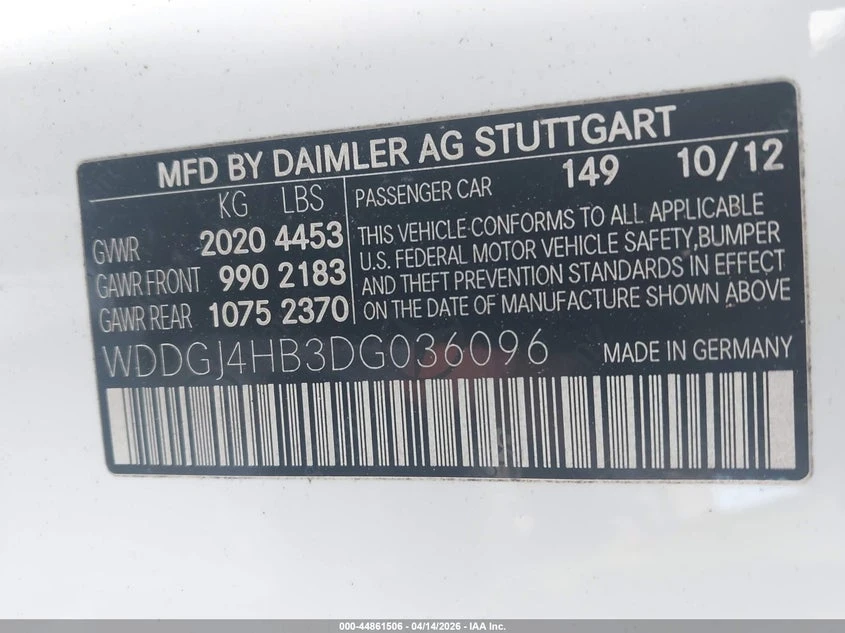 MFD BY DAIMLER AG STUTTGART
KG LBS PASSENGER CAR 149 10/12
GVWR 2020 4453
GAWR FRONT 990 2183
GAWR REAR 1075 2370
THIS VEHICLE CONFORMS TO ALL APPLICABLE
U.S. FEDERAL MOTOR VEHICLE SAFETY,BUMPER
AND THEFT PREVENTION STANDARDS IN EFFECT
ON THE DATE OF MANUFACTURE SHOWN ABOVE
WDDGJ4HB3DG036096 MADE IN GERMANY
000-44861506 - 04/14/2026 - IAA Inc.